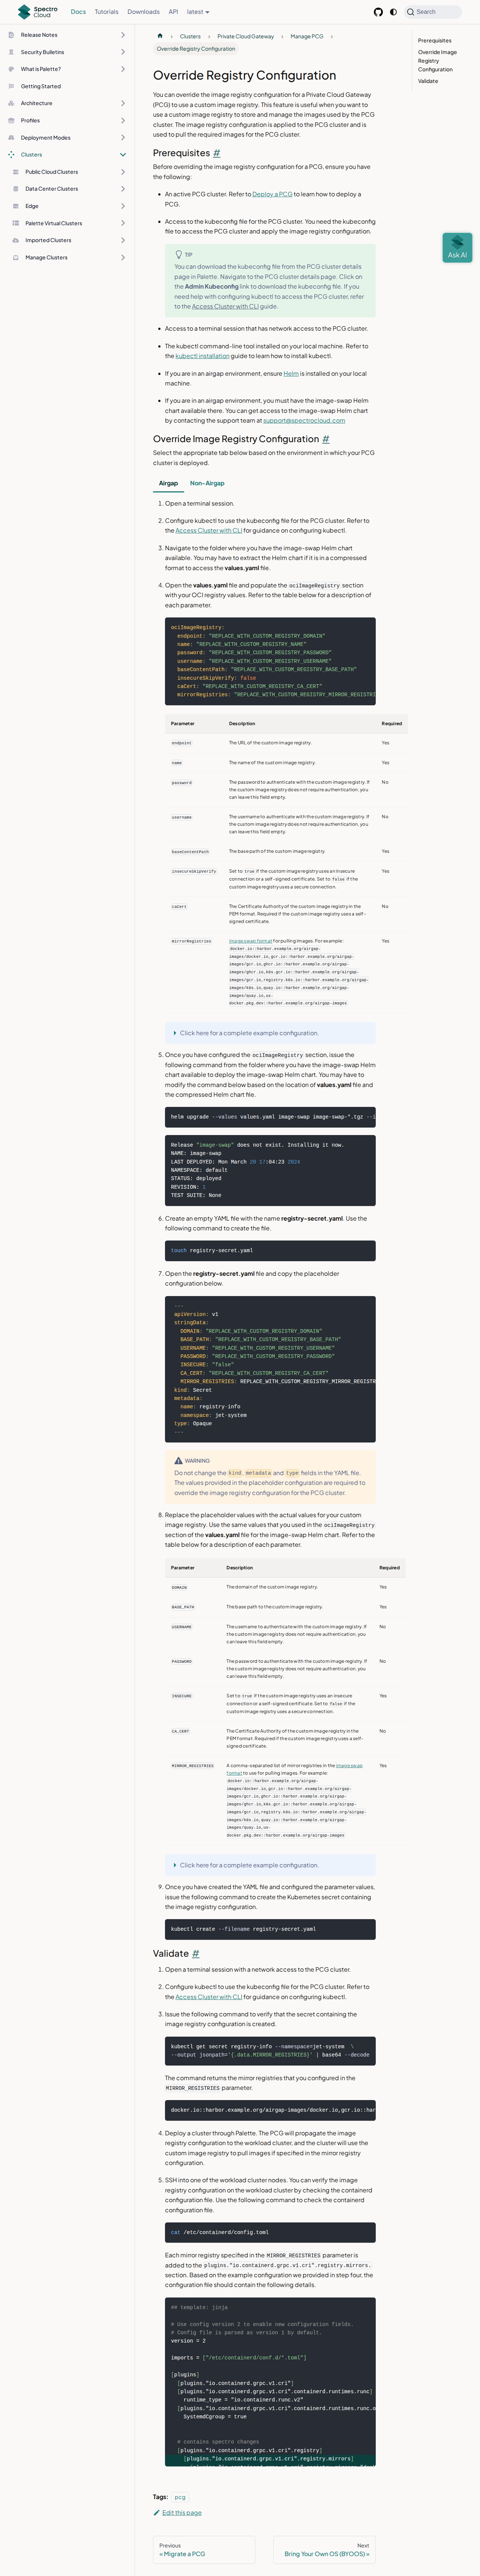 Spectro Cloud
Docs
Tutorials
Downloads
API
latest
Search
Release Notes
Security Bulletins
What is Palette?
Getting Started
Architecture
Profiles
Deployment Modes
Clusters
Public Cloud Clusters
Data Center Clusters
Edge
Palette Virtual Clusters
Imported Clusters
Manage Clusters
Clusters
Private Cloud Gateway
Manage PCG
Override Registry Configuration
Prerequisites
Override Image
Registry
Configuration
Validate
Ask AI
Override Registry Configuration
You can override the image registry configuration for a Private Cloud Gateway
(PCG) to use a custom image registry. This feature is useful when you want to
use a custom image registry to store and manage the images used by the PCG
cluster. The image registry configuration is applied to the PCG cluster and is
used to pull the required images for the PCG cluster.
Prerequisites #
Before overriding the image registry configuration for a PCG, ensure you have
the following:
An active PCG cluster. Refer to Deploy a PCG to learn how to deploy a
PCG.
Access to the kubeconfig file for the PCG cluster. You need the kubeconfig
file to access the PCG cluster and apply the image registry configuration.
TIP
You can download the kubeconfig file from the PCG cluster details
page in Palette. Navigate to the PCG cluster details page. Click on
the Admin Kubeconfig link to download the kubeconfig file. If you
need help with configuring kubectl to access the PCG cluster, refer
to the Access Cluster with CLI guide.
Access to a terminal session that has network access to the PCG cluster.
The kubectl command-line tool installed on your local machine. Refer to
the kubectl installation guide to learn how to install kubectl.
If you are in an airgap environment, ensure Helm is installed on your local
machine.
If you are in an airgap environment, you must have the image-swap Helm
chart available there. You can get access to the image-swap Helm chart
by contacting the support team at support@spectrocloud.com
Override Image Registry Configuration #
Select the appropriate tab below based on the environment in which your PCG
cluster is deployed.
Airgap
Non-Airgap
1. Open a terminal session.
2. Configure kubectl to use the kubeconfig file for the PCG cluster. Refer to
the Access Cluster with CLI for guidance on configuring kubectl.
3. Navigate to the folder where you have the image-swap Helm chart
available. You may have to extract the Helm chart if it is in a compressed
format to access the values.yaml file.
4. Open the values.yaml file and populate the ociImageRegistry section
with your OCI registry values. Refer to the table below for a description of
each parameter.
ociImageRegistry:
endpoint: "REPLACE_WITH_CUSTOM_REGISTRY_DOMAIN"
name: "REPLACE_WITH_CUSTOM_REGISTRY_NAME"
password: "REPLACE_WITH_CUSTOM_REGISTRY_PASSWORD"
username: "REPLACE_WITH_CUSTOM_REGISTRY_USERNAME"
baseContentPath: "REPLACE_WITH_CUSTOM_REGISTRY_BASE_PATH"
insecureSkipVerify: false
caCert: "REPLACE_WITH_CUSTOM_REGISTRY_CA_CERT"
mirrorRegistries: "REPLACE_WITH_CUSTOM_REGISTRY_MIRROR_REGISTRI
Parameter Description Required
endpoint The URL of the custom image registry. Yes
name The name of the custom image registry. Yes
password The password to authenticate with the custom image registry. If
the custom image registry does not require authentication, you
can leave this field empty. No
username The username to authenticate with the custom image registry. If
the custom image registry does not require authentication, you
can leave this field empty. No
baseContentPath The base path of the custom image registry. Yes
insecureSkipVerify Set to true if the custom image registry uses an insecure
connection or a self-signed certificate. Set to false if the
custom image registry uses a secure connection. Yes
caCert The Certificate Authority of the custom image registry in the
PEM format. Required if the custom image registry uses a self-
signed certificate. No
mirrorRegistries Image swap format for pulling images. For example: Yes
docker.io::harbor.example.org/airgap-
images/docker.io,gcr.io::harbor.example.org/airgap-
images/gcr.io,ghcr.io::harbor.example.org/airgap-
images/ghcr.io,k8s.gcr.io::harbor.example.org/airgap-
images/gcr.io,registry.k8s.io::harbor.example.org/airgap-
images/k8s.io,quay.io::harbor.example.org/airgap-
images/quay.io,us-
docker.pkg.dev::harbor.example.org/airgap-images
Click here for a complete example configuration.
5. Once you have configured the ociImageRegistry section, issue the
following command from the folder where you have the image-swap Helm
chart available to deploy the image-swap Helm chart. You may have to
modify the command below based on the location of values.yaml file and
the compressed Helm chart file.
helm upgrade --values values.yaml image-swap image-swap-*.tgz --i
Release "image-swap" does not exist. Installing it now.
NAME: image-swap
LAST DEPLOYED: Mon March 20 17:04:23 2024
NAMESPACE: default
STATUS: deployed
REVISION: 1
TEST SUITE: None
6. Create an empty YAML file with the name registry-secret.yaml. Use the
following command to create the file.
touch registry-secret.yaml
7. Open the registry-secret.yaml file and copy the placeholder
configuration below.
---
apiVersion: v1
stringData:
DOMAIN: "REPLACE_WITH_CUSTOM_REGISTRY_DOMAIN"
BASE_PATH: "REPLACE_WITH_CUSTOM_REGISTRY_BASE_PATH"
USERNAME: "REPLACE_WITH_CUSTOM_REGISTRY_USERNAME"
PASSWORD: "REPLACE_WITH_CUSTOM_REGISTRY_PASSWORD"
INSECURE: "false"
CA_CERT: "REPLACE_WITH_CUSTOM_REGISTRY_CA_CERT"
MIRROR_REGISTRIES: REPLACE_WITH_CUSTOM_REGISTRY_MIRROR_REGISTR
kind: Secret
metadata:
name: registry-info
namespace: jet-system
type: Opaque
---
WARNING
Do not change the kind, metadata and type fields in the YAML file.
The values provided in the placeholder configuration are required to
override the image registry configuration for the PCG cluster.
8. Replace the placeholder values with the actual values for your custom
image registry. Use the same values that you used in the ociImageRegistry
section of the values.yaml file for the image-swap Helm chart. Refer to the
table below for a description of each parameter.
Parameter Description Required
DOMAIN The domain of the custom image registry. Yes
BASE_PATH The base path to the custom image registry. Yes
USERNAME The username to authenticate with the custom image registry. If
the custom image registry does not require authentication, you
can leave this field empty. No
PASSWORD The password to authenticate with the custom image registry. If
the custom image registry does not require authentication, you
can leave this field empty. No
INSECURE Set to true if the custom image registry uses an insecure
connection or a self-signed certificate. Set to false if the
custom image registry uses a secure connection. Yes
CA_CERT The Certificate Authority of the custom image registry in the
PEM format. Required if the custom image registry uses a self-
signed certificate. No
MIRROR_REGISTRIES A comma-separated list of mirror registries in the image swap
format to use for pulling images. For example: Yes
docker.io::harbor.example.org/airgap-
images/docker.io,gcr.io::harbor.example.org/airgap-
images/gcr.io,ghcr.io::harbor.example.org/airgap-
images/ghcr.io,k8s.gcr.io::harbor.example.org/airgap-
images/gcr.io,registry.k8s.io::harbor.example.org/airgap-
images/k8s.io,quay.io::harbor.example.org/airgap-
images/quay.io,us-
docker.pkg.dev::harbor.example.org/airgap-images
Click here for a complete example configuration.
9. Once you have created the YAML file and configured the parameter values,
issue the following command to create the Kubernetes secret containing
the image registry configuration.
kubectl create --filename registry-secret.yaml
Validate #
1. Open a terminal session with a network access to the PCG cluster.
2. Configure kubectl to use the kubeconfig file for the PCG cluster. Refer to
the Access Cluster with CLI for guidance on configuring kubectl.
3. Issue the following command to verify that the secret containing the
image registry configuration is created.
kubectl get secret registry-info --namespace=jet-system \
--output jsonpath='{.data.MIRROR_REGISTRIES}' | base64 --decode
The command returns the mirror registries that you configured in the
MIRROR_REGISTRIES parameter.
docker.io::harbor.example.org/airgap-images/docker.io,gcr.io::har
4. Deploy a cluster through Palette. The PCG will propagate the image
registry configuration to the workload cluster, and the cluster will use the
custom image registry to pull images if specified in the mirror registry
configuration.
5. SSH into one of the workload cluster nodes. You can verify the image
registry configuration on the workload cluster by checking the containerd
configuration file. Use the following command to check the containerd
configuration file.
cat /etc/containerd/config.toml
Each mirror registry specified in the MIRROR_REGISTRIES parameter is
added to the plugins."io.containerd.grpc.v1.cri".registry.mirrors.
section. Based on the example configuration we provided in step four, the
configuration should contain the following details.
## template: jinja
# Use config version 2 to enable new configuration fields.
# Config file is parsed as version 1 by default.
version = 2
imports = ["/etc/containerd/conf.d/*.toml"]
[plugins]
[plugins."io.containerd.grpc.v1.cri"]
[plugins."io.containerd.grpc.v1.cri".containerd.runtimes.runc]
runtime_type = "io.containerd.runc.v2"
[plugins."io.containerd.grpc.v1.cri".containerd.runtimes.runc.o
SystemdCgroup = true
# contains spectro changes
[plugins."io.containerd.grpc.v1.cri".registry]
[plugins."io.containerd.grpc.v1.cri".registry.mirrors]
Tags: pcg
Edit this page
Previous
« Migrate a PCG
Next
Bring Your Own OS (BYOOS) »